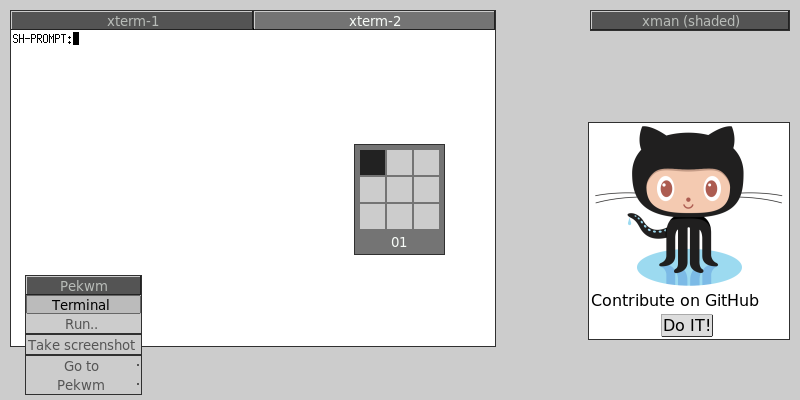 xterm-1
xterm-2
xman (shaded)
SH-PROMPT:
01
Pekwm
Terminal
Run..
Take screenshot
Go to
Pekwm
Contribute on GitHub
Do IT!